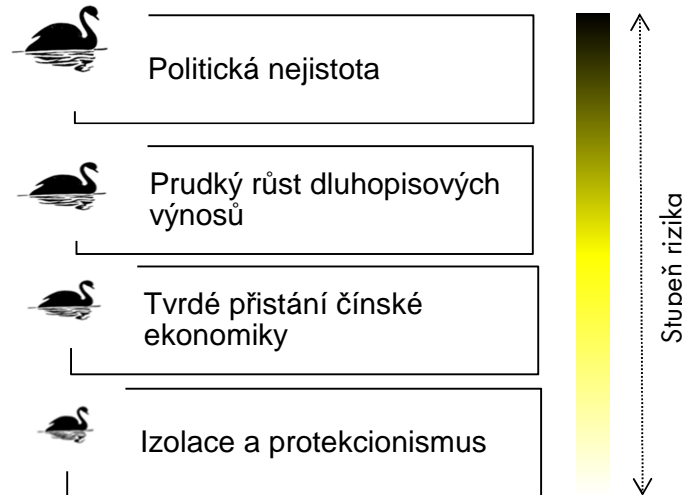 Politická nejistota
Prudký růst dluhopisových
výnosů
Tvrdé přistání čínské
ekonomiky
Izolace a protekcionismus
Stupeň rizika